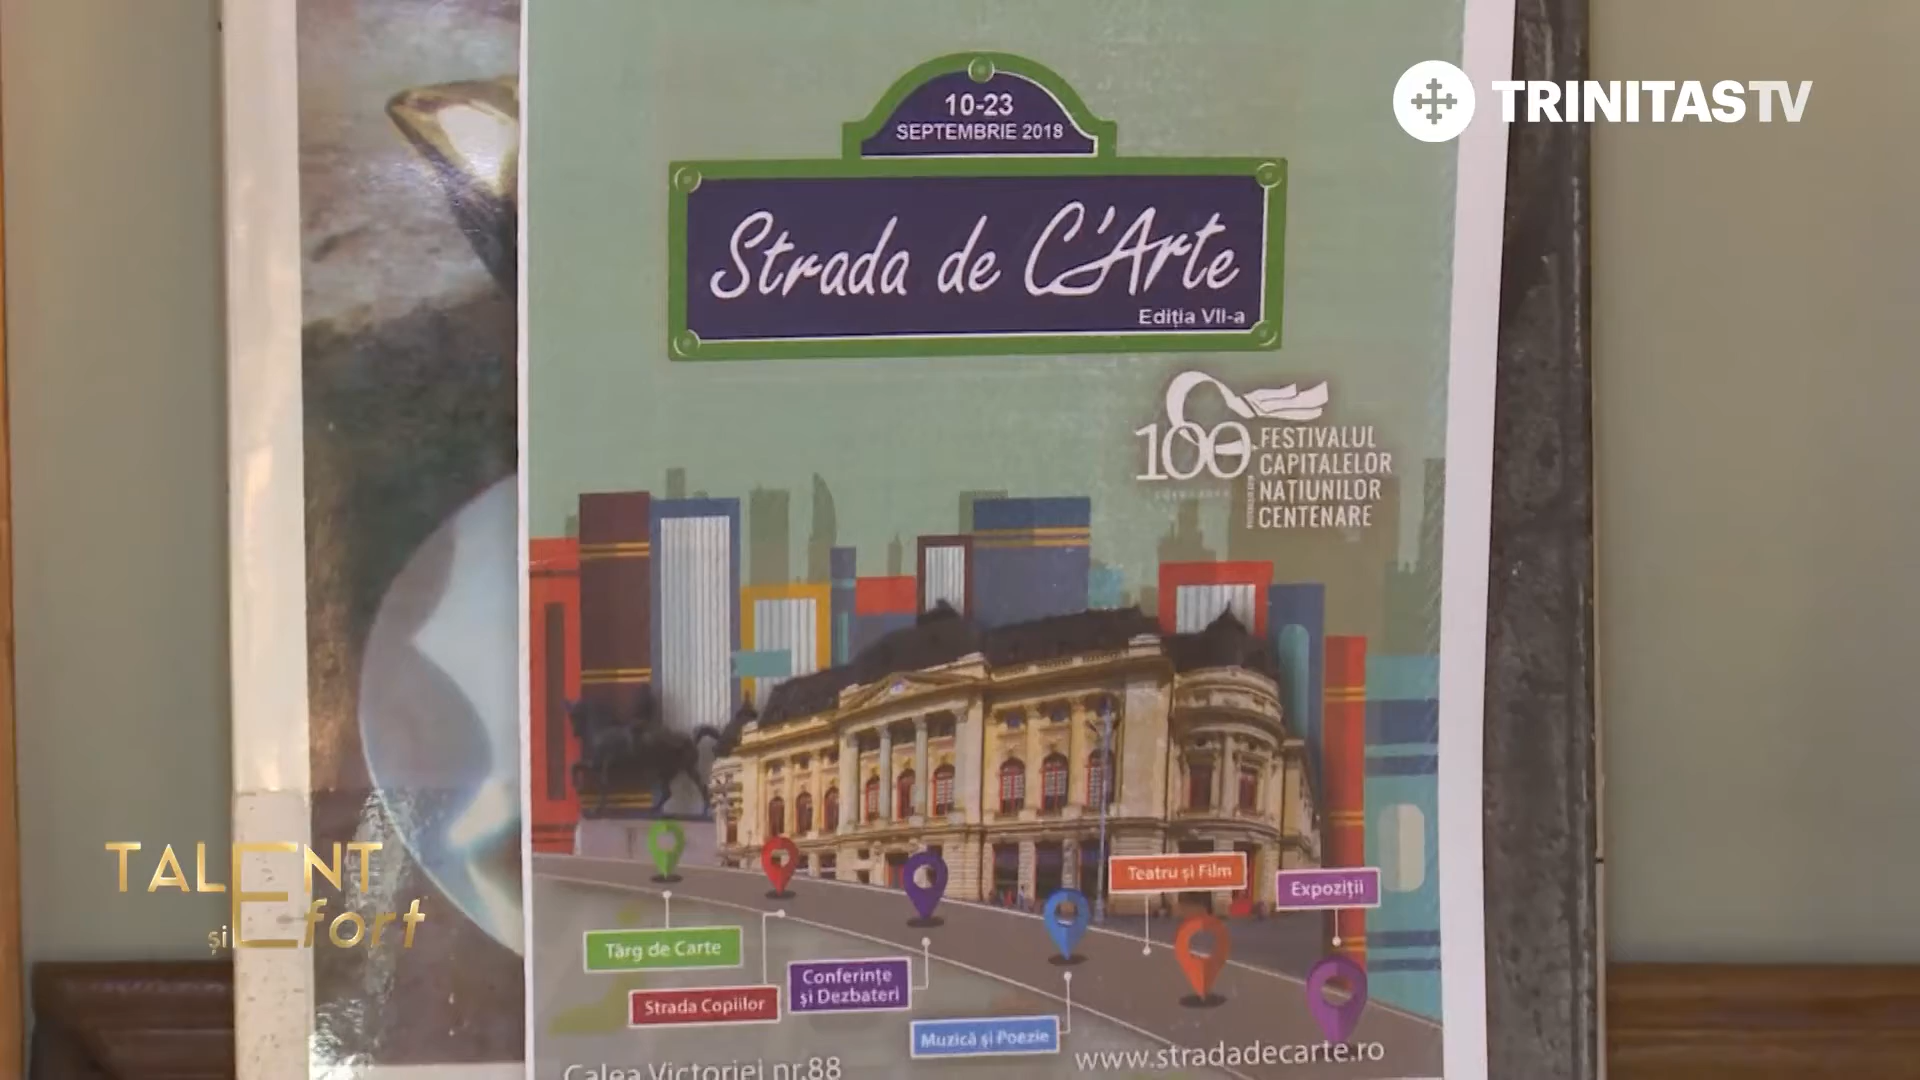 TRINITASTV
10-23
SEPTEMBRIE 2018
Strada de C'Arte
Ediția VII-a
100
FESTIVALUL
CAPITALELOR
NAȚIUNILOR
CENTENARE
Teatru și Film
Expoziții
Târg de Carte
Conferințe
și Dezbateri
Strada Copiilor
Muzică și Poezie
www.stradadecarte.ro
Calea Victoriei nr.88
TALENT
și Efort